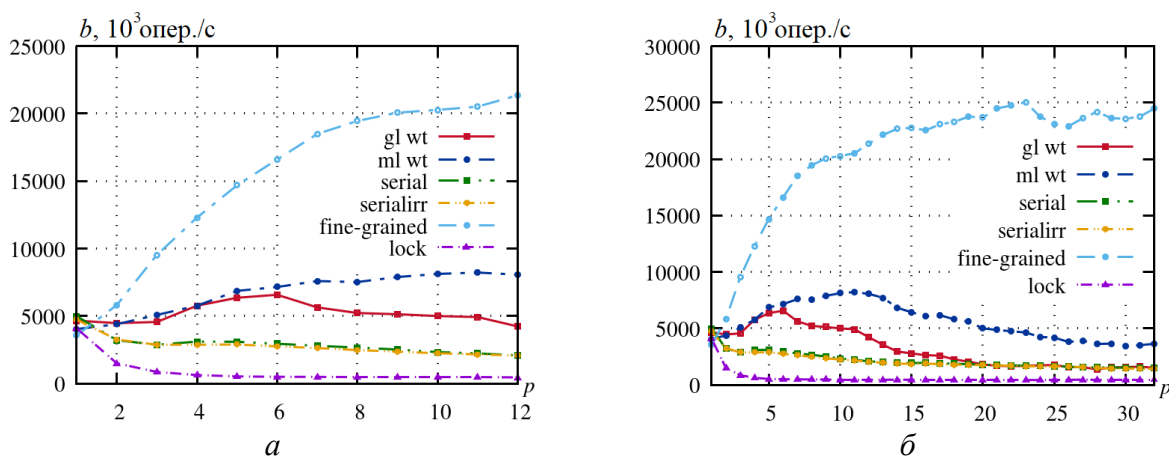 b, 10³опер./с
25000
20000
15000
10000
5000
0
gl wt
ml wt
serial
serialirr
fine-grained
lock
2 4 6 8 10 12
p
а
b, 10³опер./с
30000
25000
20000
15000
10000
5000
0
gl wt
ml wt
serial
serialirr
fine-grained
lock
5 10 15 20 25 30
p
б